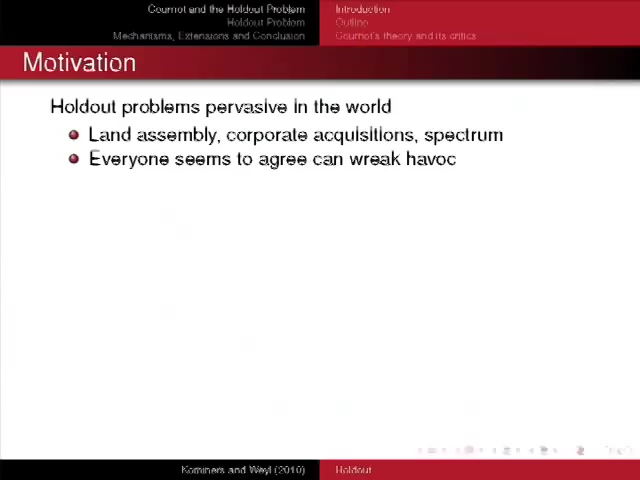 Cournot and the Holdout Problem
Holdout Problem
Mechanisms, Extensions and Conclusion
Introduction
Outline
Cournot's theory and its critics
Motivation
Holdout problems pervasive in the world
Land assembly, corporate acquisitions, spectrum
Everyone seems to agree can wreak havoc
Kominers and Weyl (2010)
Holdout